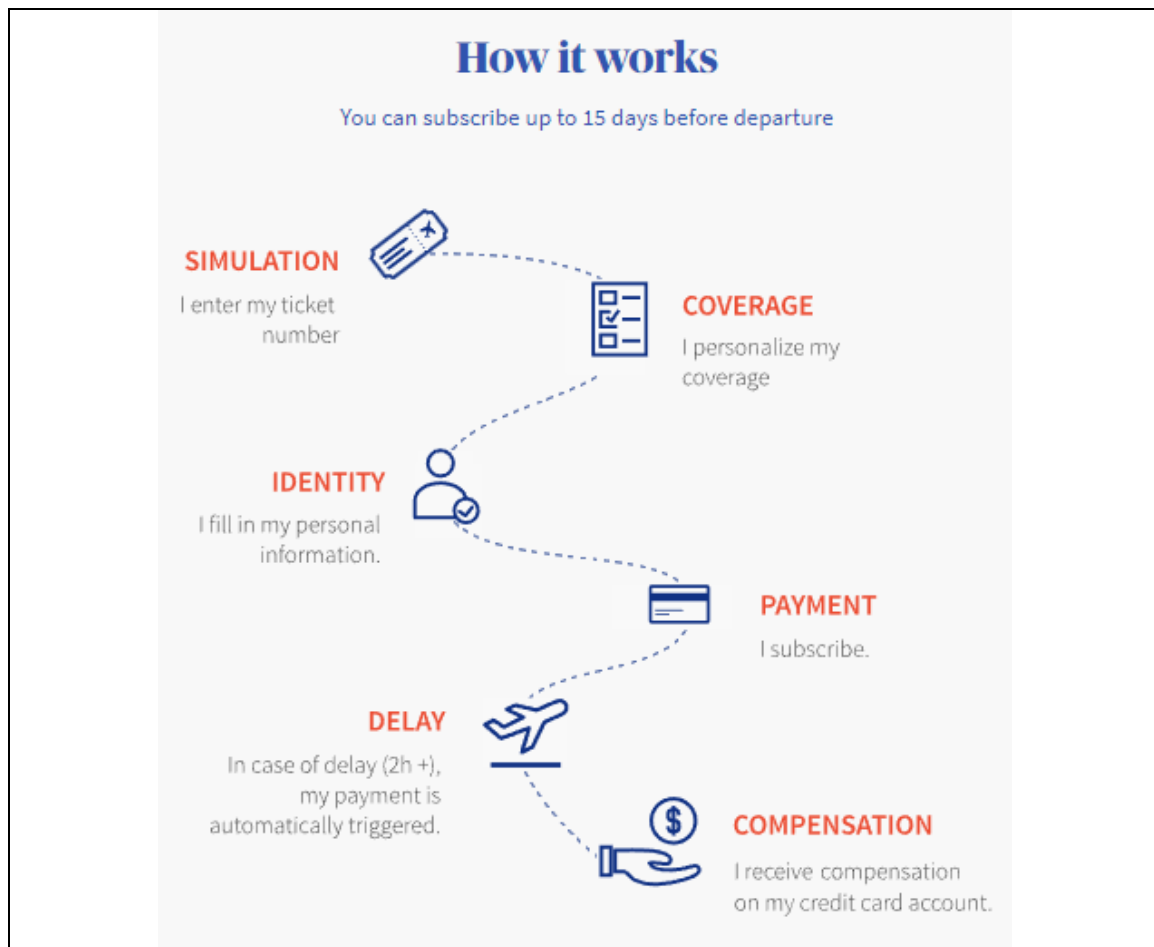 How it works
You can subscribe up to 15 days before departure
SIMULATION
I enter my ticket
number
COVERAGE
I personalize my
coverage
IDENTITY
I fill in my personal
information.
PAYMENT
I subscribe.
DELAY
In case of delay (2h +),
my payment is
automatically triggered.
$
COMPENSATION
I receive compensation
on my credit card account.